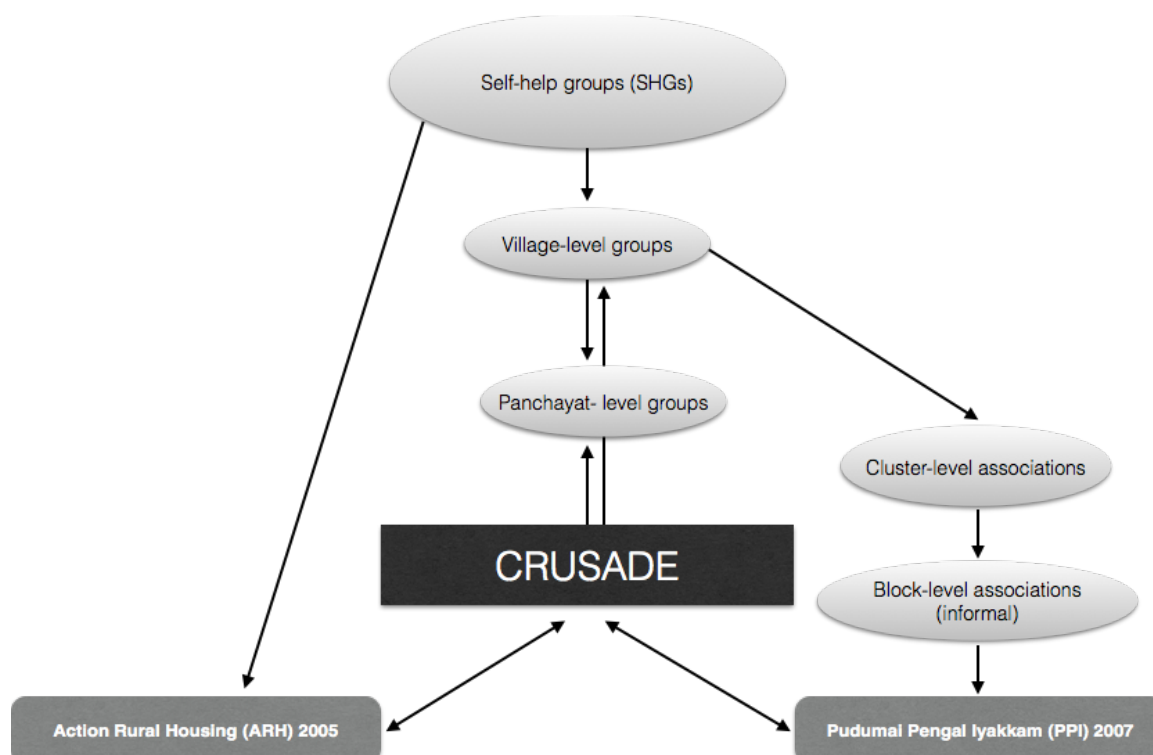 Self-help groups (SHGs)
Village-level groups
Panchayat- level groups
Cluster-level associations
CRUSADE
Block-level associations
(informal)
Action Rural Housing (ARH) 2005
Pudumai Pengal Iyakkam (PPI) 2007